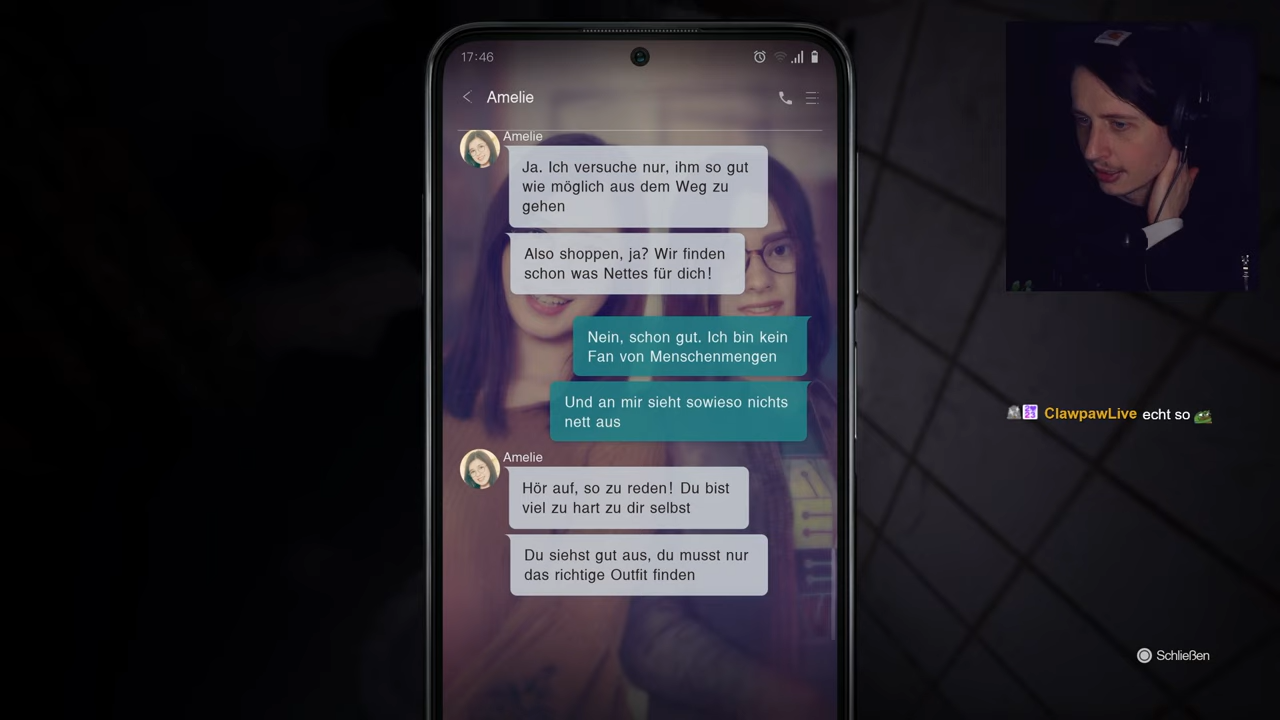 17:46
Amelie
Amelie
Ja. Ich versuche nur, ihm so gut
wie möglich aus dem Weg zu
gehen
Also shoppen, ja? Wir finden
schon was Nettes für dich!
Nein, schon gut. Ich bin kein
Fan von Menschenmengen
Und an mir sieht sowieso nichts
nett aus
Amelie
Hör auf, so zu reden! Du bist
viel zu hart zu dir selbst
Du siehst gut aus, du musst nur
das richtige Outfit finden
ClawpawLive echt so
Schließen